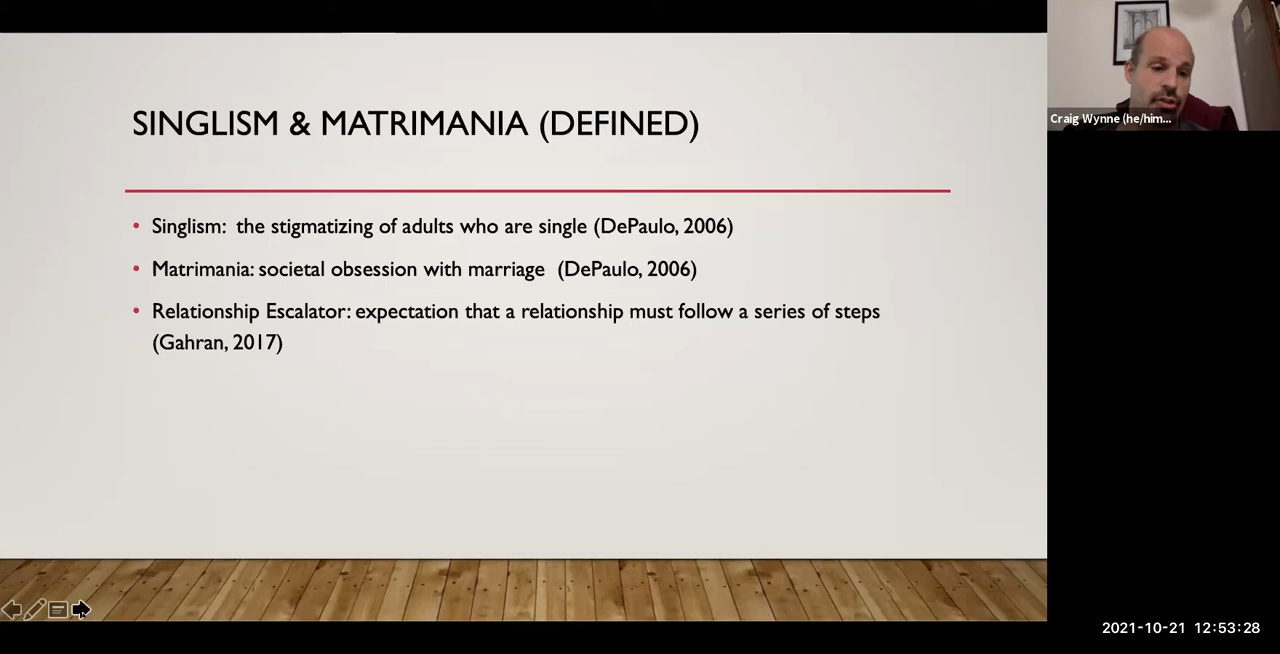 SINGLISM & MATRIMANIA (DEFINED)
• Singlism:  the stigmatizing of adults who are single (DePaulo, 2006)
• Matrimania: societal obsession with marriage  (DePaulo, 2006)
• Relationship Escalator: expectation that a relationship must follow a series of steps
(Gahran, 2017)
Craig Wynne (he/him...
2021-10-21 12:53:28